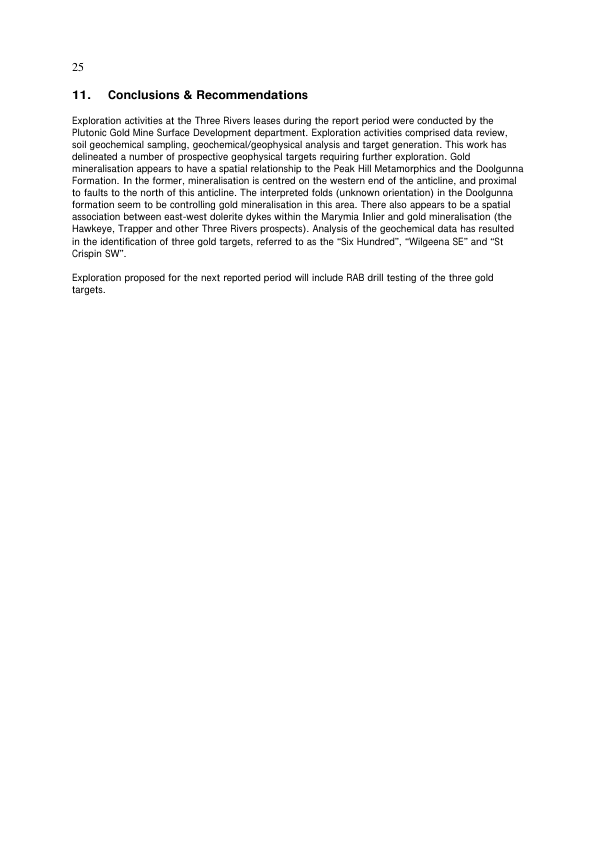 25
11. Conclusions & Recommendations
Exploration activities at the Three Rivers leases during the report period were conducted by the
Plutonic Gold Mine Surface Development department. Exploration activities comprised data review,
soil geochemical sampling, geochemical/geophysical analysis and target generation. This work has
delineated a number of prospective geophysical targets requiring further exploration. Gold
mineralisation appears to have a spatial relationship to the Peak Hill Metamorphics and the Doolgunna
Formation. In the former, mineralisation is centred on the western end of the anticline, and proximal
to faults to the north of this anticline. The interpreted folds (unknown orientation) in the Doolgunna
formation seem to be controlling gold mineralisation in this area. There also appears to be a spatial
association between east-west dolerite dykes within the Marymia Inlier and gold mineralisation (the
Hawkeye, Trapper and other Three Rivers prospects). Analysis of the geochemical data has resulted
in the identification of three gold targets, referred to as the “Six Hundred”, “Wilgeena SE” and “St
Crispin SW”.
Exploration proposed for the next reported period will include RAB drill testing of the three gold
targets.